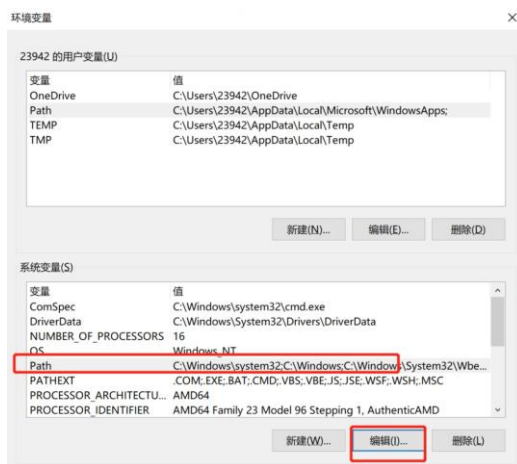 环境变量
23942 的用户变量(U)
变量 值
OneDrive C:\Users\23942\OneDrive
Path C:\Users\23942\AppData\Local\Microsoft\WindowsApps;
TEMP C:\Users\23942\AppData\Local\Temp
TMP C:\Users\23942\AppData\Local\Temp
新建(N)... 编辑(E)... 删除(D)
系统变量(S)
变量 值
ComSpec C:\Windows\system32\cmd.exe
DriverData C:\Windows\System32\Drivers\DriverData
NUMBER_OF_PROCESSORS 16
OS Windows_NT
Path C:\Windows\system32;C:\Windows;C:\Windows\System32\Wbe...
PATHEXT .COM;.EXE;.BAT;.CMD;.VBS;.VBE;.JS;.JSE;.WSF;.WSH;.MSC
PROCESSOR_ARCHITECTU... AMD64
PROCESSOR_IDENTIFIER AMD64 Family 23 Model 96 Stepping 1, AuthenticAMD
新建(W)... 编辑(I)... 删除(L)